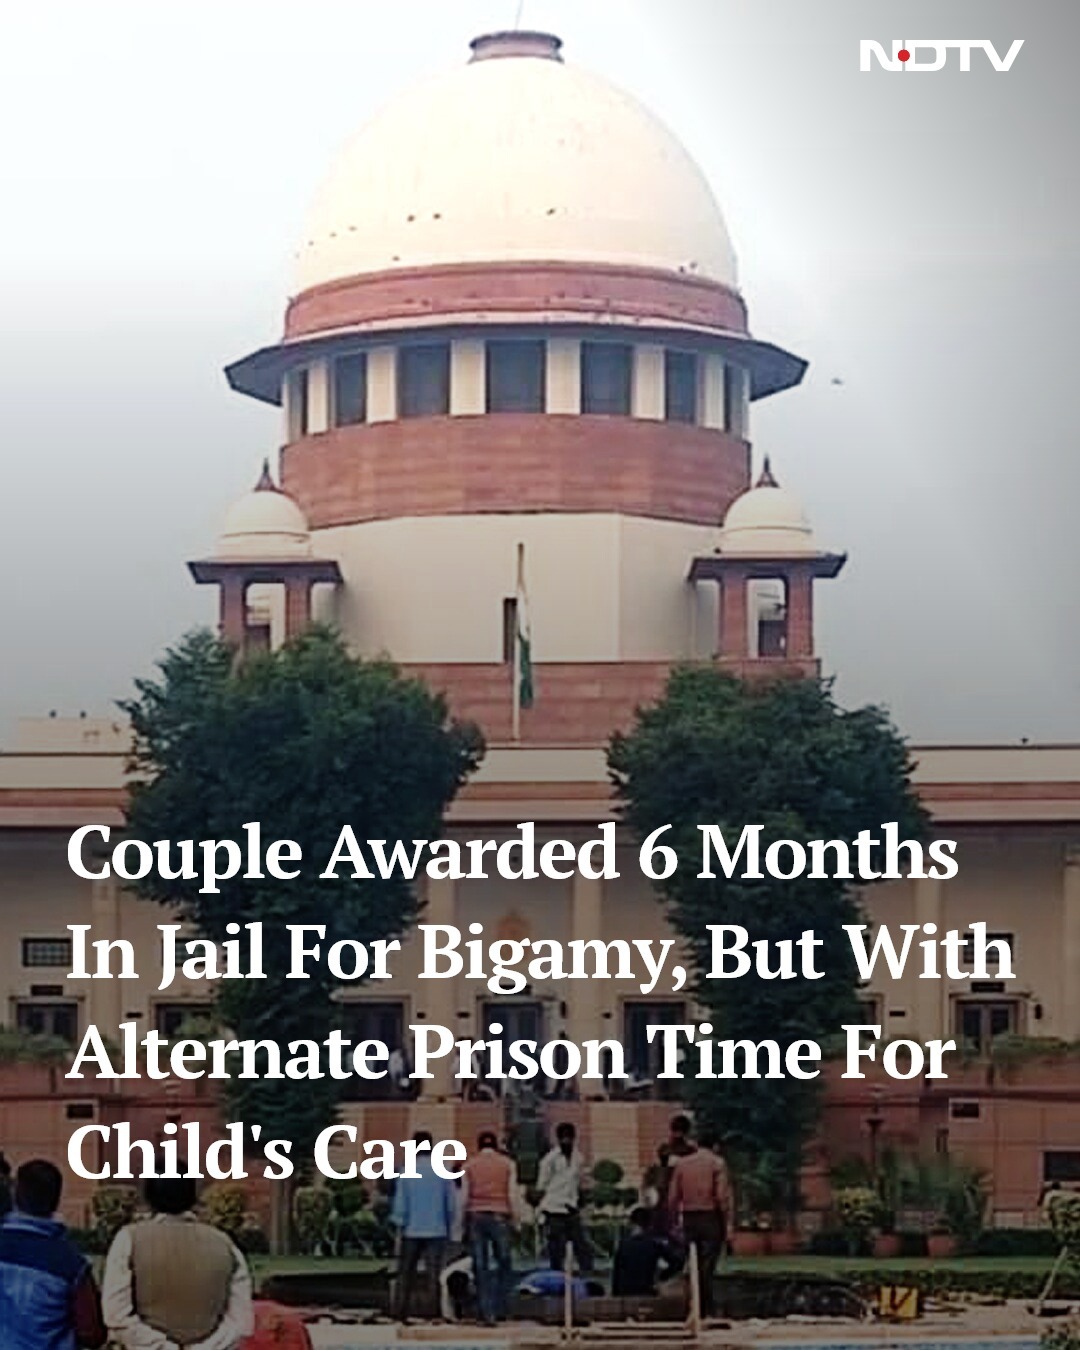 NDTV
Couple Awarded 6 Months
In Jail For Bigamy, But With
Alternate Prison Time For
Child's Care